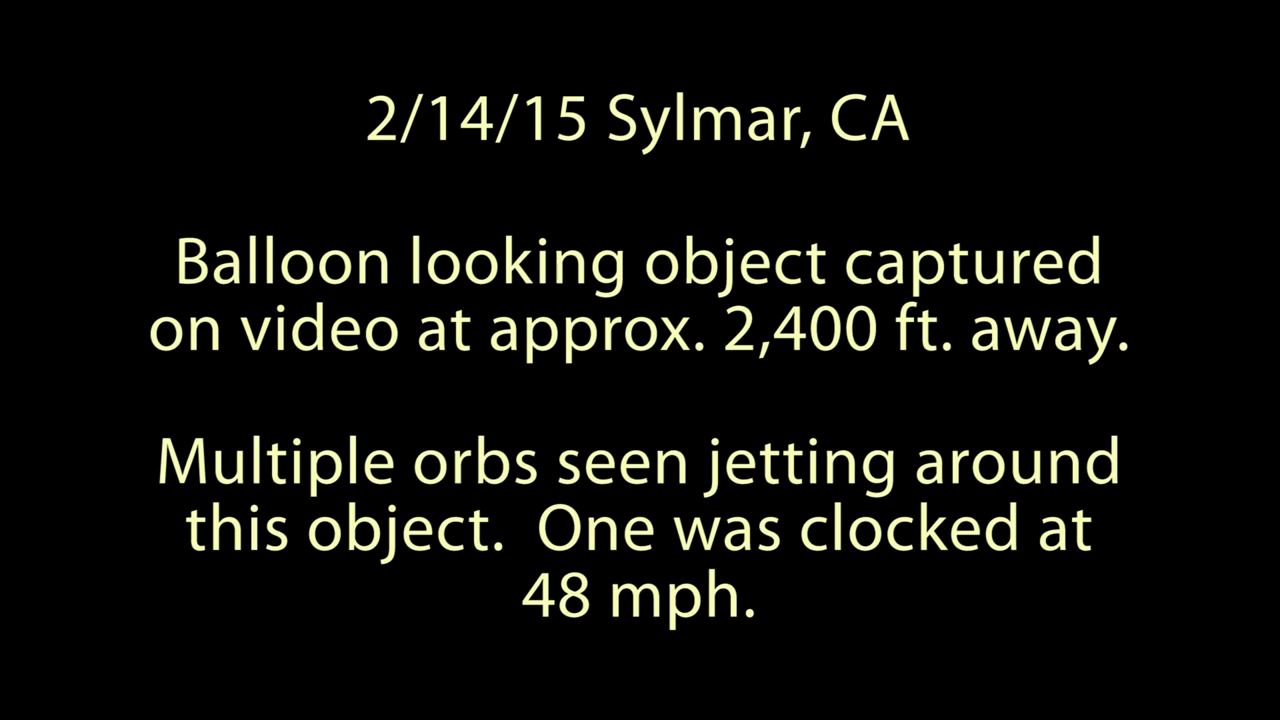 2/14/15 Sylmar, CA
Balloon looking object captured
on video at approx. 2,400 ft. away.
Multiple orbs seen jetting around
this object.  One was clocked at
48 mph.